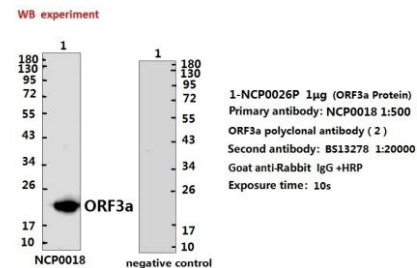 WB experiment
1
180
130
95
72
55
43
34
26
17
10
ORF3a
NCP0018
1
180
130
95
72
55
43
34
26
17
10
negative control
1-NCP0026P 1μg (ORF3a Protein)
Primary antibody: NCP0018 1:500
ORF3a polyclonal antibody ( 2 )
Second antibody: BS13278 1:20000
Goat anti-Rabbit IgG +HRP
Exposure time: 10s